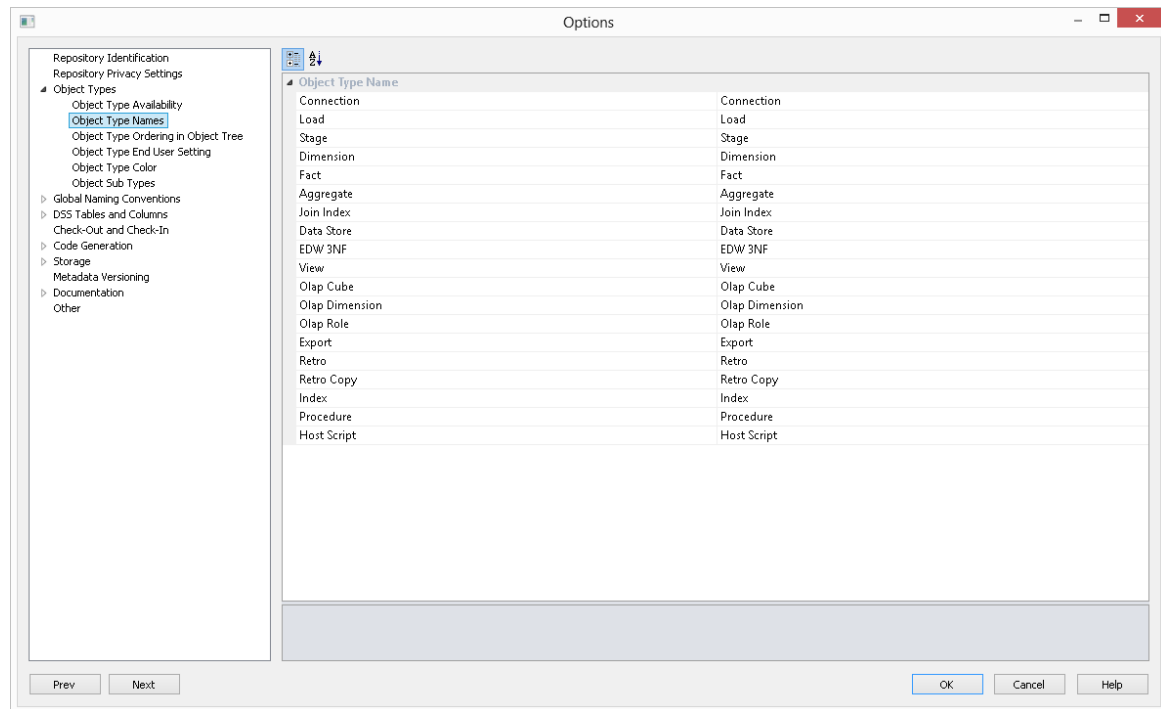 Options
Repository Identification
Repository Privacy Settings
Object Types
Object Type Availability
Object Type Names
Object Type Ordering in Object Tree
Object Type End User Setting
Object Type Color
Object Sub Types
Global Naming Conventions
DSS Tables and Columns
Check-Out and Check-In
Code Generation
Storage
Metadata Versioning
Documentation
Other
Object Type Name
Connection Connection
Load Load
Stage Stage
Dimension Dimension
Fact Fact
Aggregate Aggregate
Join Index Join Index
Data Store Data Store
EDW 3NF EDW 3NF
View View
Olap Cube Olap Cube
Olap Dimension Olap Dimension
Olap Role Olap Role
Export Export
Retro Retro
Retro Copy Retro Copy
Index Index
Procedure Procedure
Host Script Host Script
Prev Next OK Cancel Help